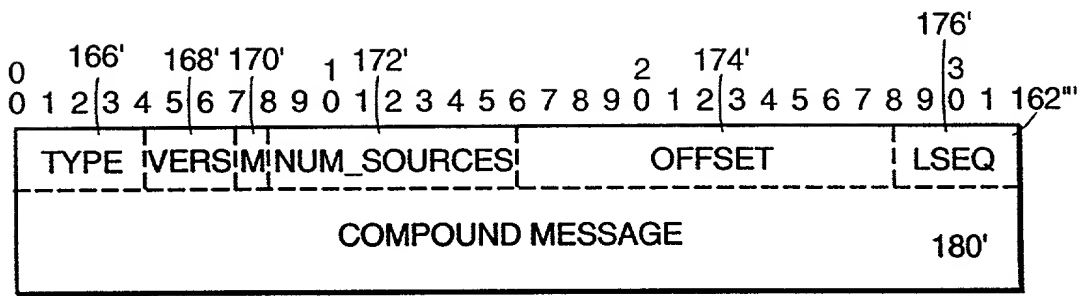 166' 168' 170' 172' 174' 176'
0 1 2 3
0 1 2 3 4 5 6 7 8 9 0 1 2 3 4 5 6 7 8 9 0 1 2 3 4 5 6 7 8 9 0 1 162'''
TYPE VERS M NUM_SOURCES OFFSET LSEQ
COMPOUND MESSAGE 180'